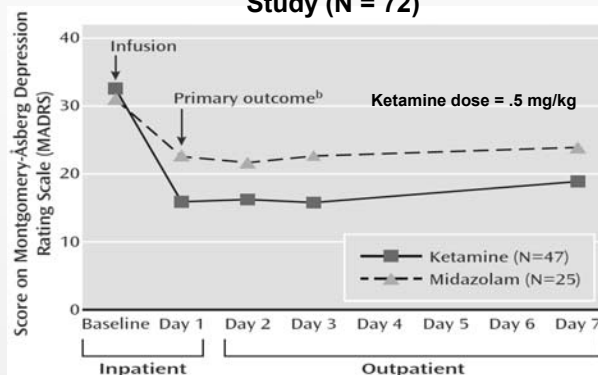 Study (N = 72)
Score on Montgomery-Åsberg Depression
Rating Scale (MADRS)
40
30
20
10
0
Infusion
Primary outcomeᵇ
Ketamine dose = .5 mg/kg
Ketamine (N=47)
Midazolam (N=25)
Baseline Day 1 Day 2 Day 3 Day 4 Day 5 Day 6 Day 7
Inpatient Outpatient